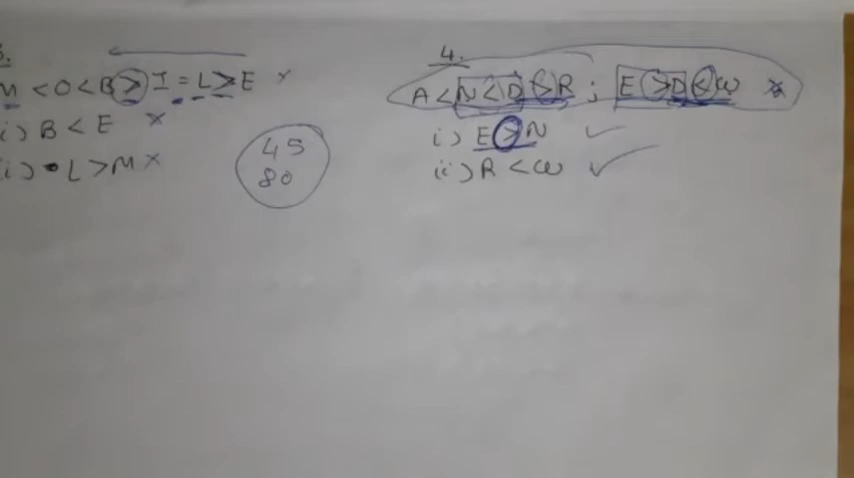 3.
M < O < B > I = L > E ×
i) B < E ×
ii) L > M ×
45
80
4.
A < N < D > R ; E > D < W ×
i) E > N ✓
ii) R < W ✓